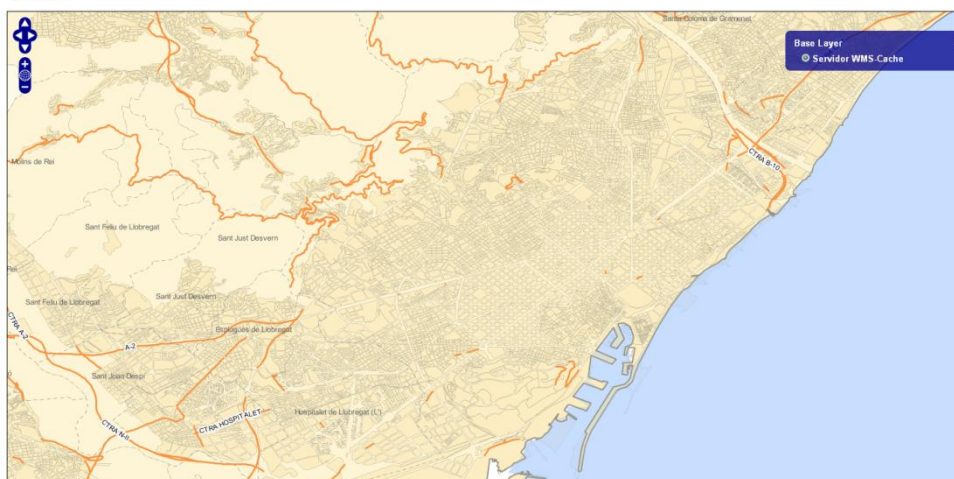 Santa Coloma de Gramenet
Base Layer
Servidor WMS-Cache
Molins de Rei
CTRA B-10
Sant Feliu de Llobregat
Sant Just Desvern
Rei
Sant Feliu de Llobregat
Sant Just Desvern
CTRA A-2
Esplugues de Llobregat
A-2
Sant Joan Despí
CTRA HOSPITALET
Hospitalet de Llobregat (L')
CTRA N-II